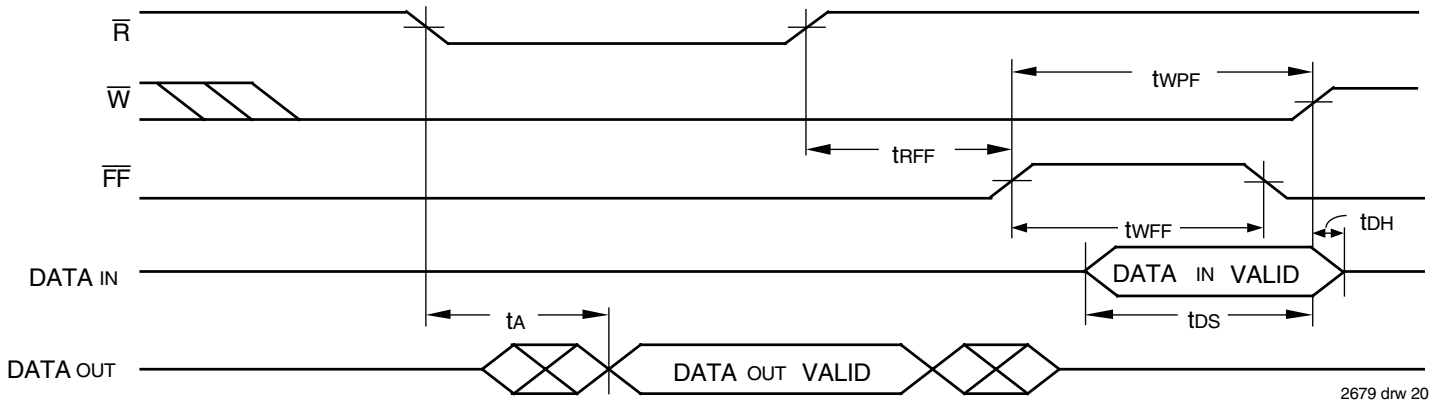 R̅
W̅
tWPF
tRFF
F̅F̅
tWFF
tDH
DATA IN
DATA IN VALID
tA
tDS
DATA OUT
DATA OUT VALID
2679 drw 20